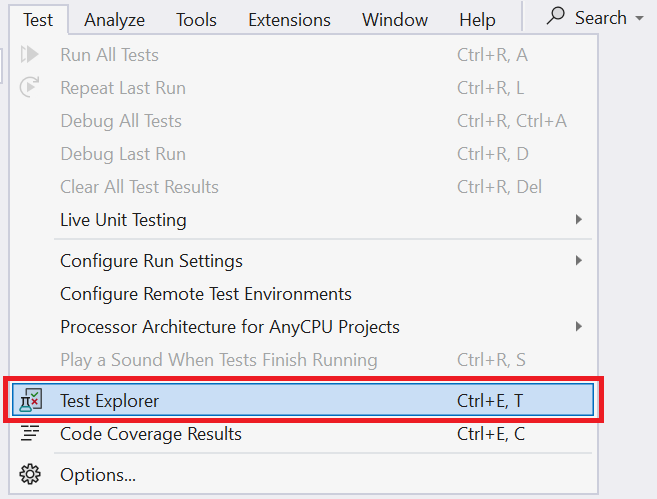 Test Analyze Tools Extensions Window Help Search
Run All Tests Ctrl+R, A
Repeat Last Run Ctrl+R, L
Debug All Tests Ctrl+R, Ctrl+A
Debug Last Run Ctrl+R, D
Clear All Test Results Ctrl+R, Del
Live Unit Testing
Configure Run Settings
Configure Remote Test Environments
Processor Architecture for AnyCPU Projects
Play a Sound When Tests Finish Running Ctrl+R, S
Test Explorer Ctrl+E, T
Code Coverage Results Ctrl+E, C
Options...